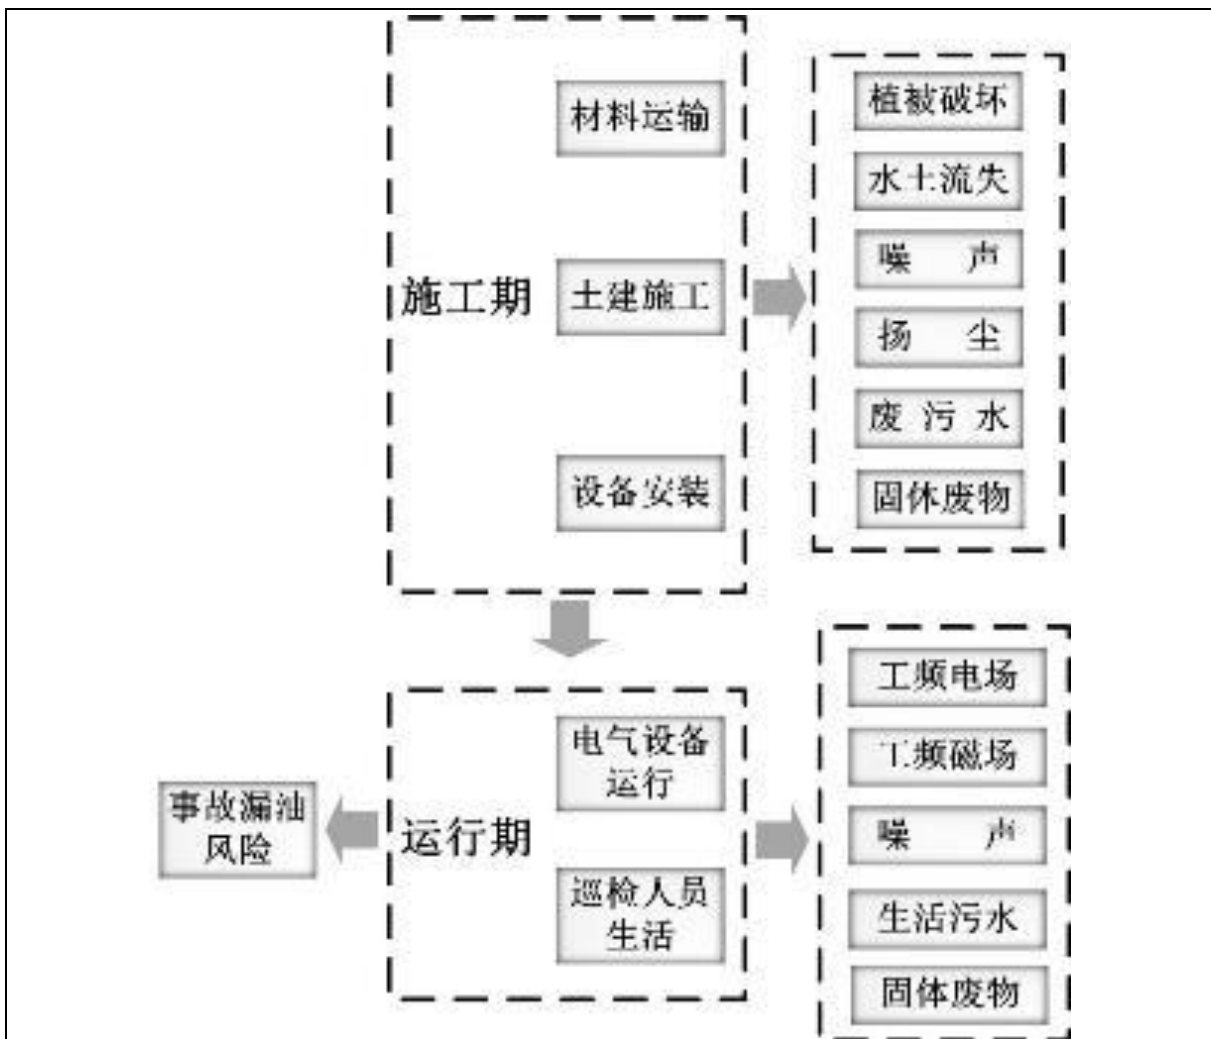 材料运输
施工期
土建施工
设备安装
植被破坏
水土流失
噪 声
扬 尘
废 污 水
固体废物
事故漏油
风险
运行期
电气设备
运行
巡检人员
生活
工频电场
工频磁场
噪 声
生活污水
固体废物